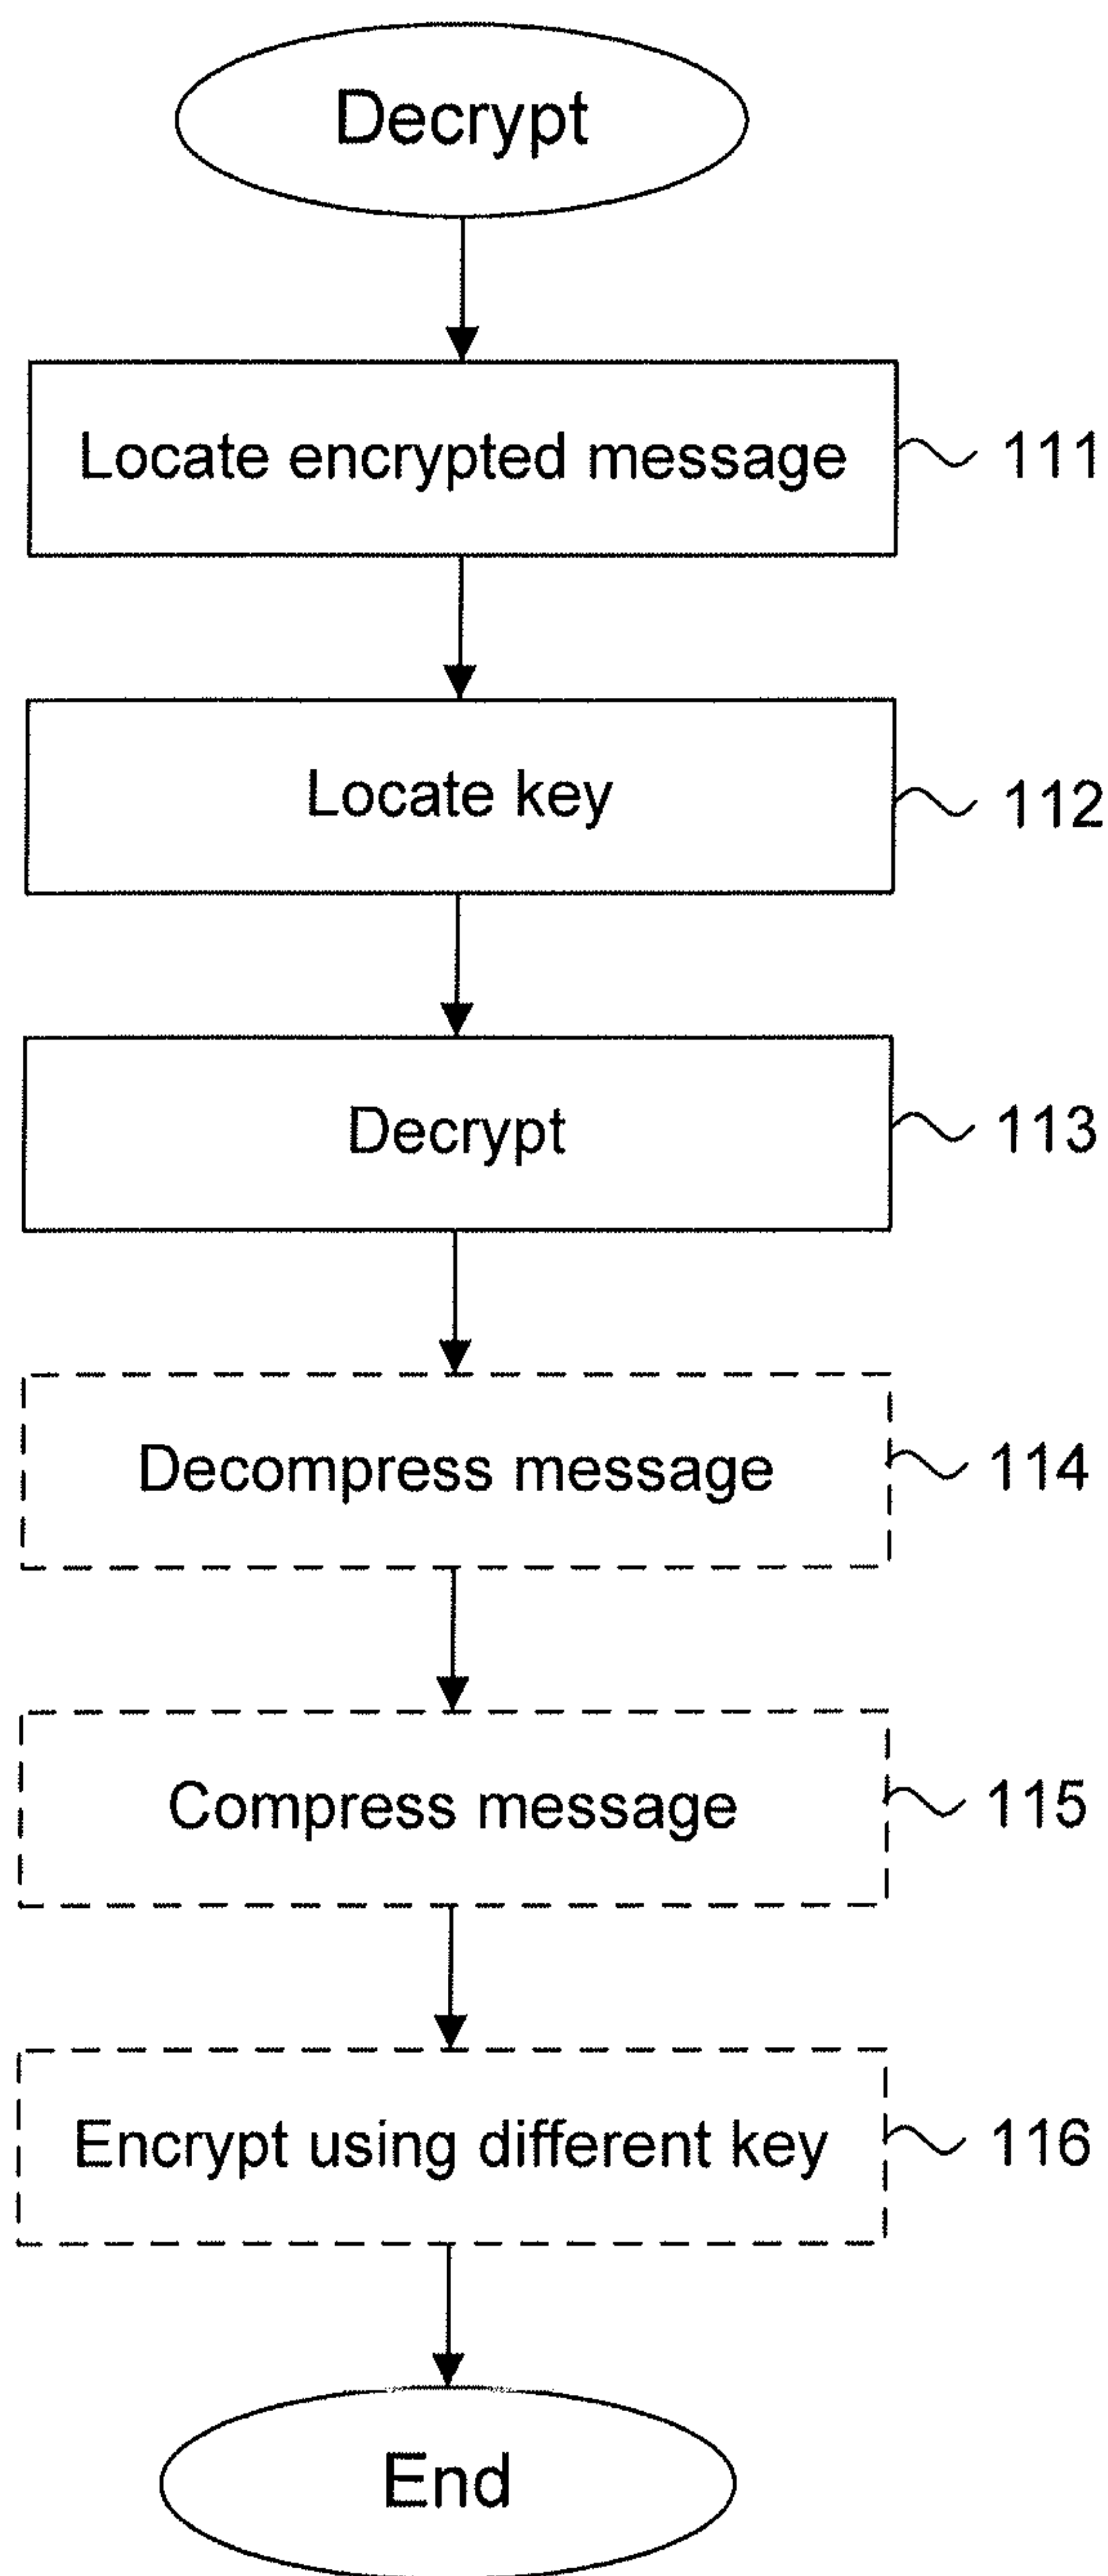 Decrypt
Locate encrypted message 111
Locate key 112
Decrypt 113
Decompress message 114
Compress message 115
Encrypt using different key 116
End